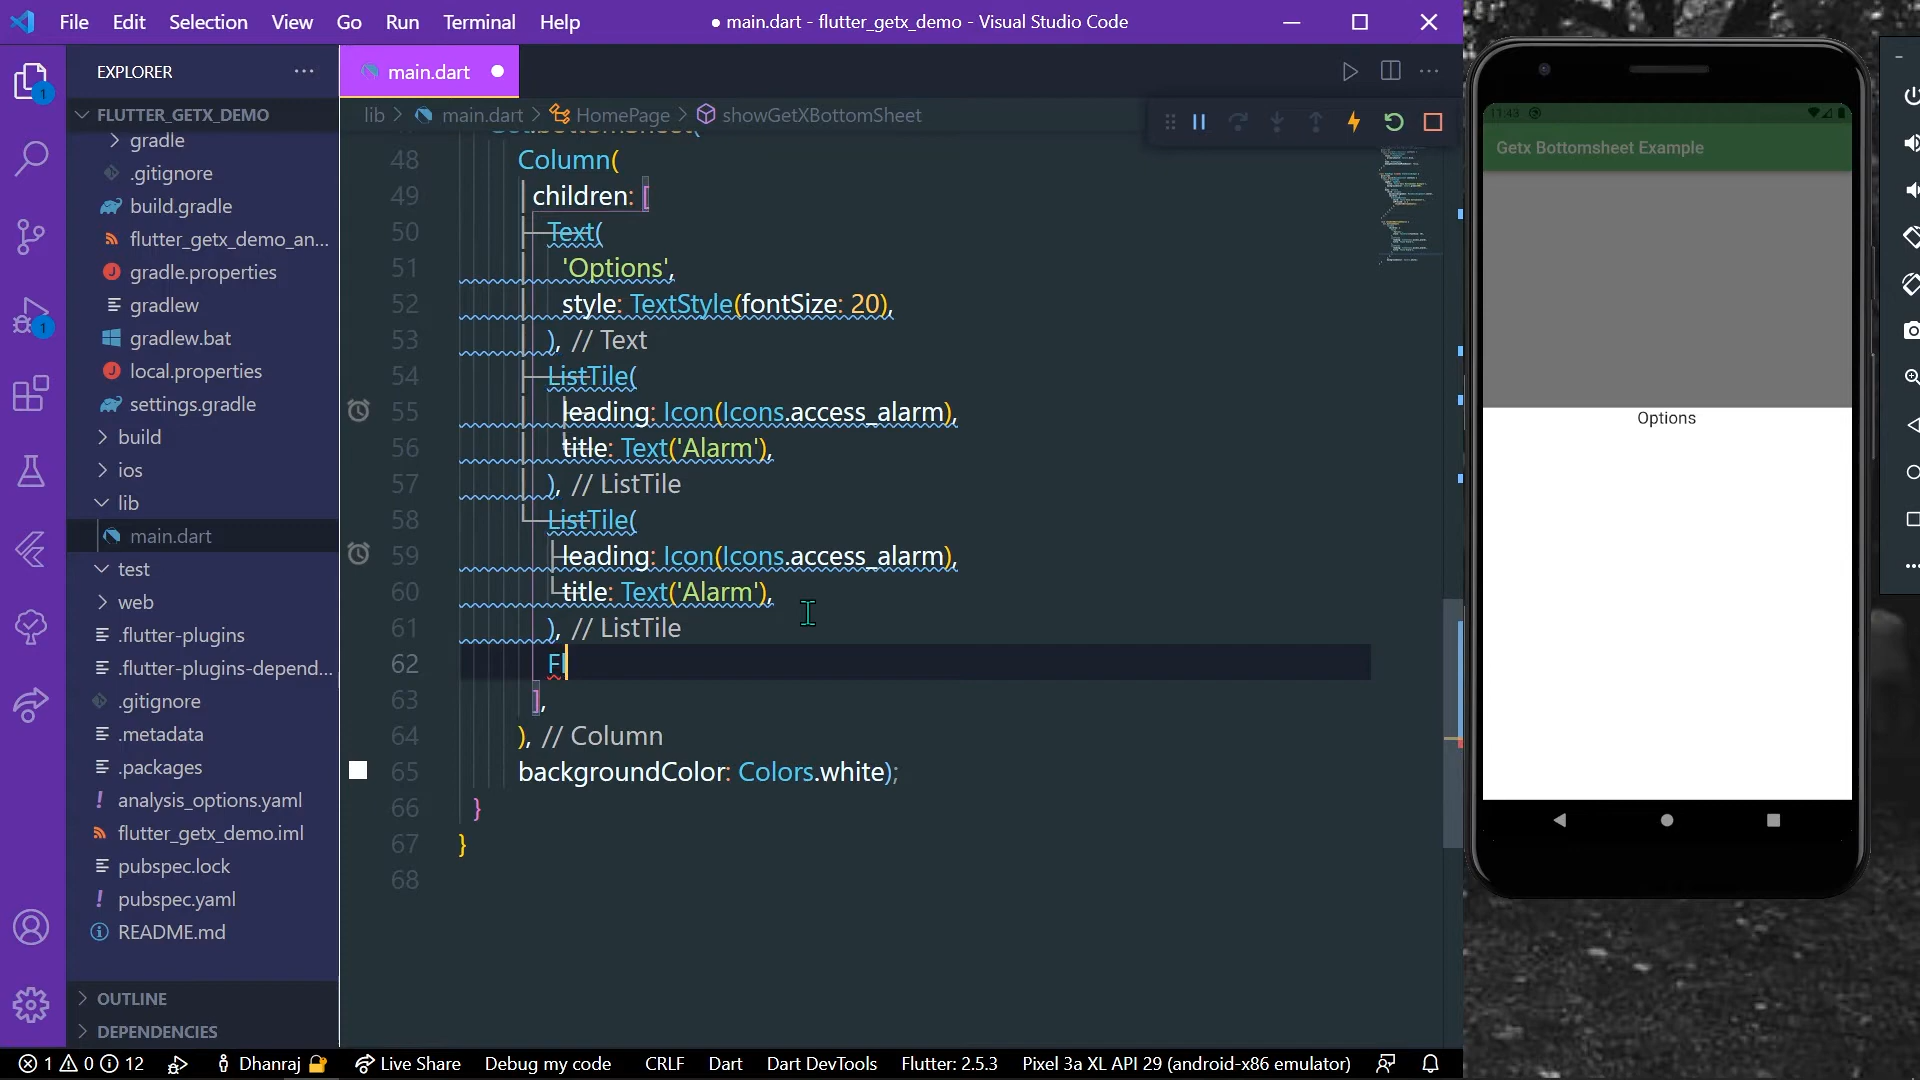 File Edit Selection View Go Run Terminal Help
● main.dart - flutter_getx_demo - Visual Studio Code
EXPLORER
main.dart
FLUTTER_GETX_DEMO
gradle
.gitignore
build.gradle
flutter_getx_demo_an...
gradle.properties
gradlew
gradlew.bat
local.properties
settings.gradle
build
ios
lib
main.dart
test
web
.flutter-plugins
.flutter-plugins-depend...
.gitignore
.metadata
.packages
analysis_options.yaml
flutter_getx_demo.iml
pubspec.lock
pubspec.yaml
README.md
OUTLINE
DEPENDENCIES
lib > main.dart > HomePage > showGetXBottomSheet
48 Column(
49 children: [
50 Text(
51 'Options',
52 style: TextStyle(fontSize: 20),
53 ), // Text
54 ListTile(
55 leading: Icon(Icons.access_alarm),
56 title: Text('Alarm'),
57 ), // ListTile
58 ListTile(
59 leading: Icon(Icons.access_alarm),
60 title: Text('Alarm'),
61 ), // ListTile
62 Fl
63 ],
64 ), // Column
65 backgroundColor: Colors.white);
66 }
67 }
68
11:43
Getx Bottomsheet Example
Options
1 0 12 Dhanraj Live Share Debug my code CRLF Dart Dart DevTools Flutter: 2.5.3 Pixel 3a XL API 29 (android-x86 emulator)